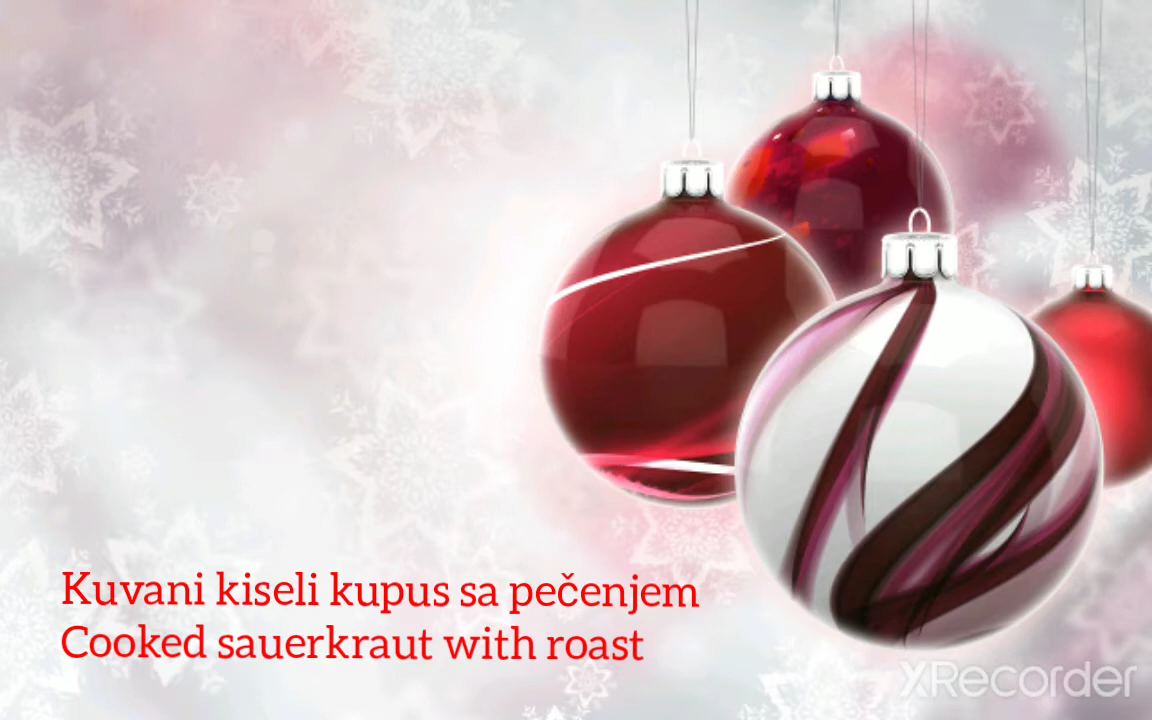 Kuvani kiseli kupus sa pečenjem
Cooked sauerkraut with roast
XRecorder